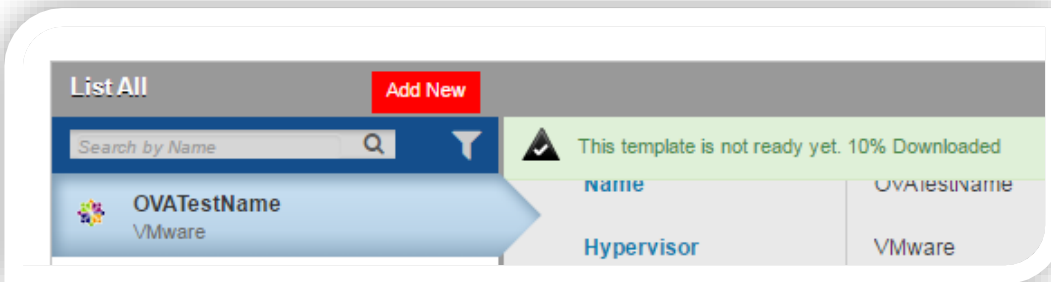 List All
Add New
Search by Name
This template is not ready yet. 10% Downloaded
OVATestName
VMware
Name
OVATestName
Hypervisor
VMware